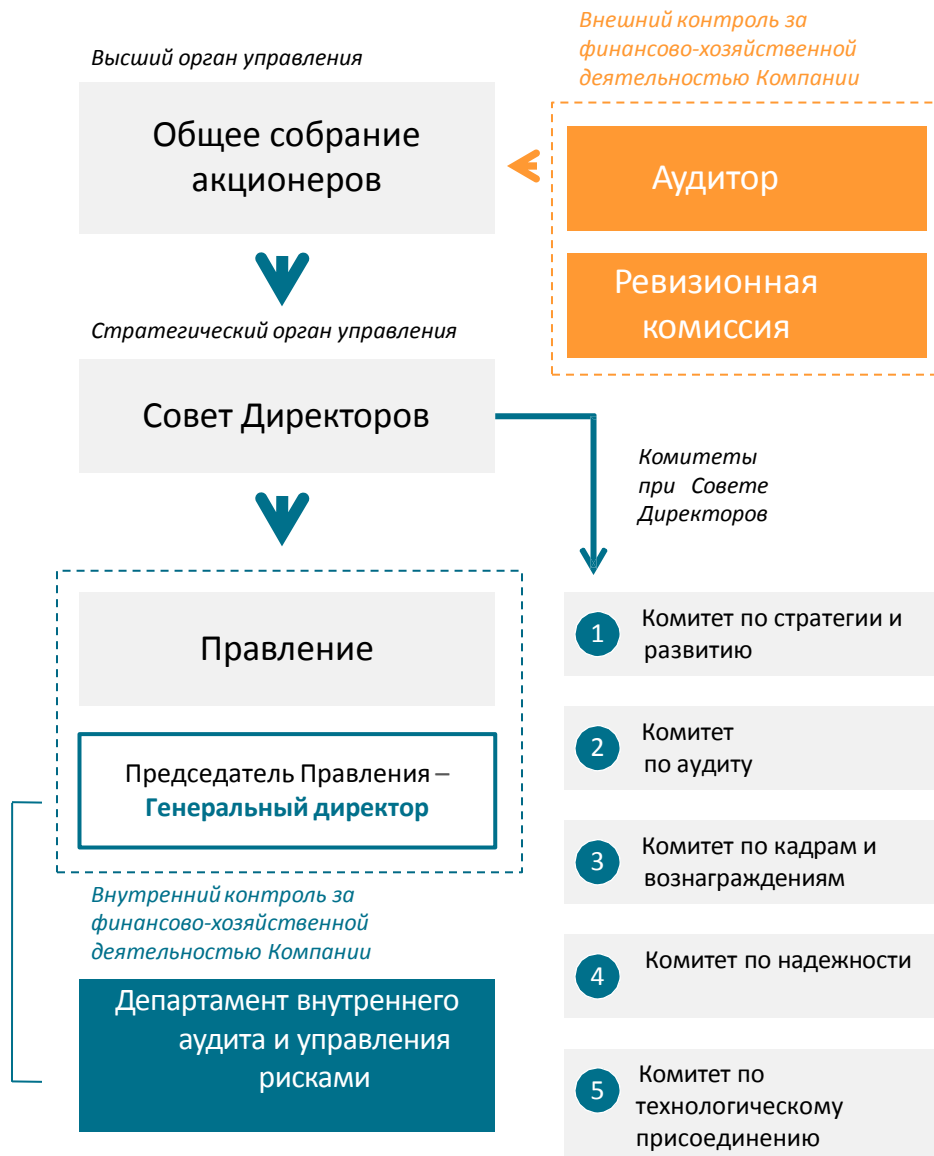 Внешний контроль за
финансово-хозяйственной
деятельностью Компании
Высший орган управления
Общее собрание
акционеров
Аудитор
Ревизионная
комиссия
Стратегический орган управления
Совет Директоров
Комитеты
при Совете
Директоров
Правление
Председатель Правления –
Генеральный директор
Внутренний контроль за
финансово-хозяйственной
деятельностью Компании
Департамент внутреннего
аудита и управления
рисками
1 Комитет по стратегии и
развитию
2 Комитет
по аудиту
3 Комитет по кадрам и
вознаграждениям
4 Комитет по надежности
5 Комитет по
технологическому
присоединению